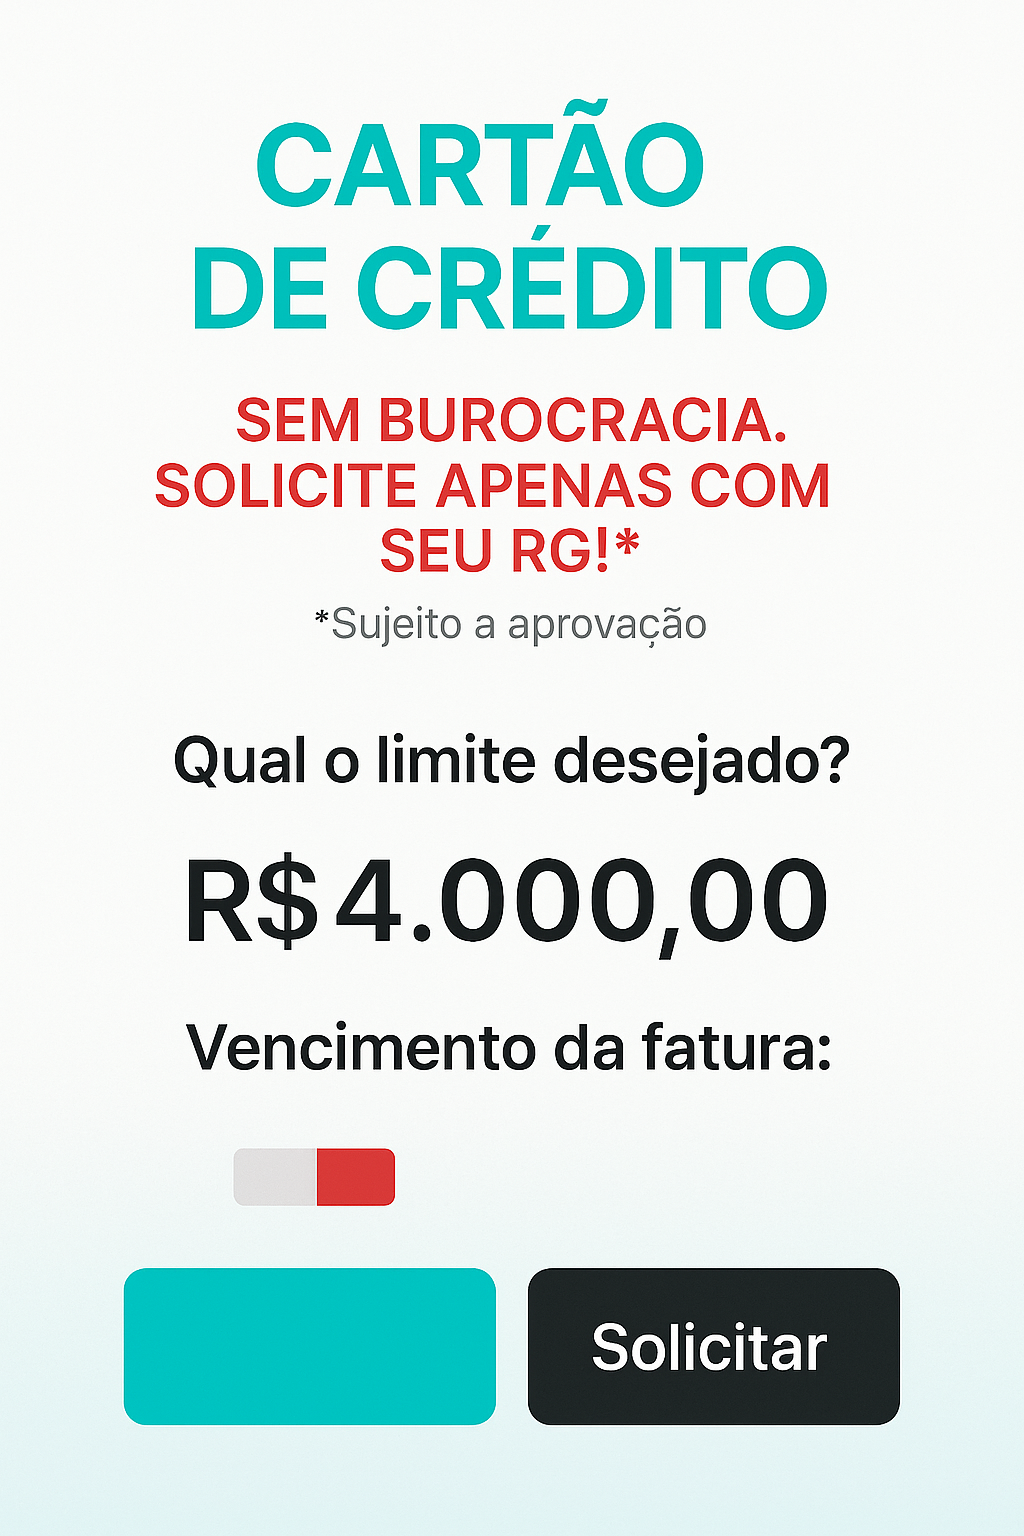 CARTÃO
DE CRÉDITO
SEM BUROCRACIA.
SOLICITE APENAS COM
SEU RG!*
*Sujeito a aprovação
Qual o limite desejado?
R$ 4.000,00
Vencimento da fatura:
Solicitar